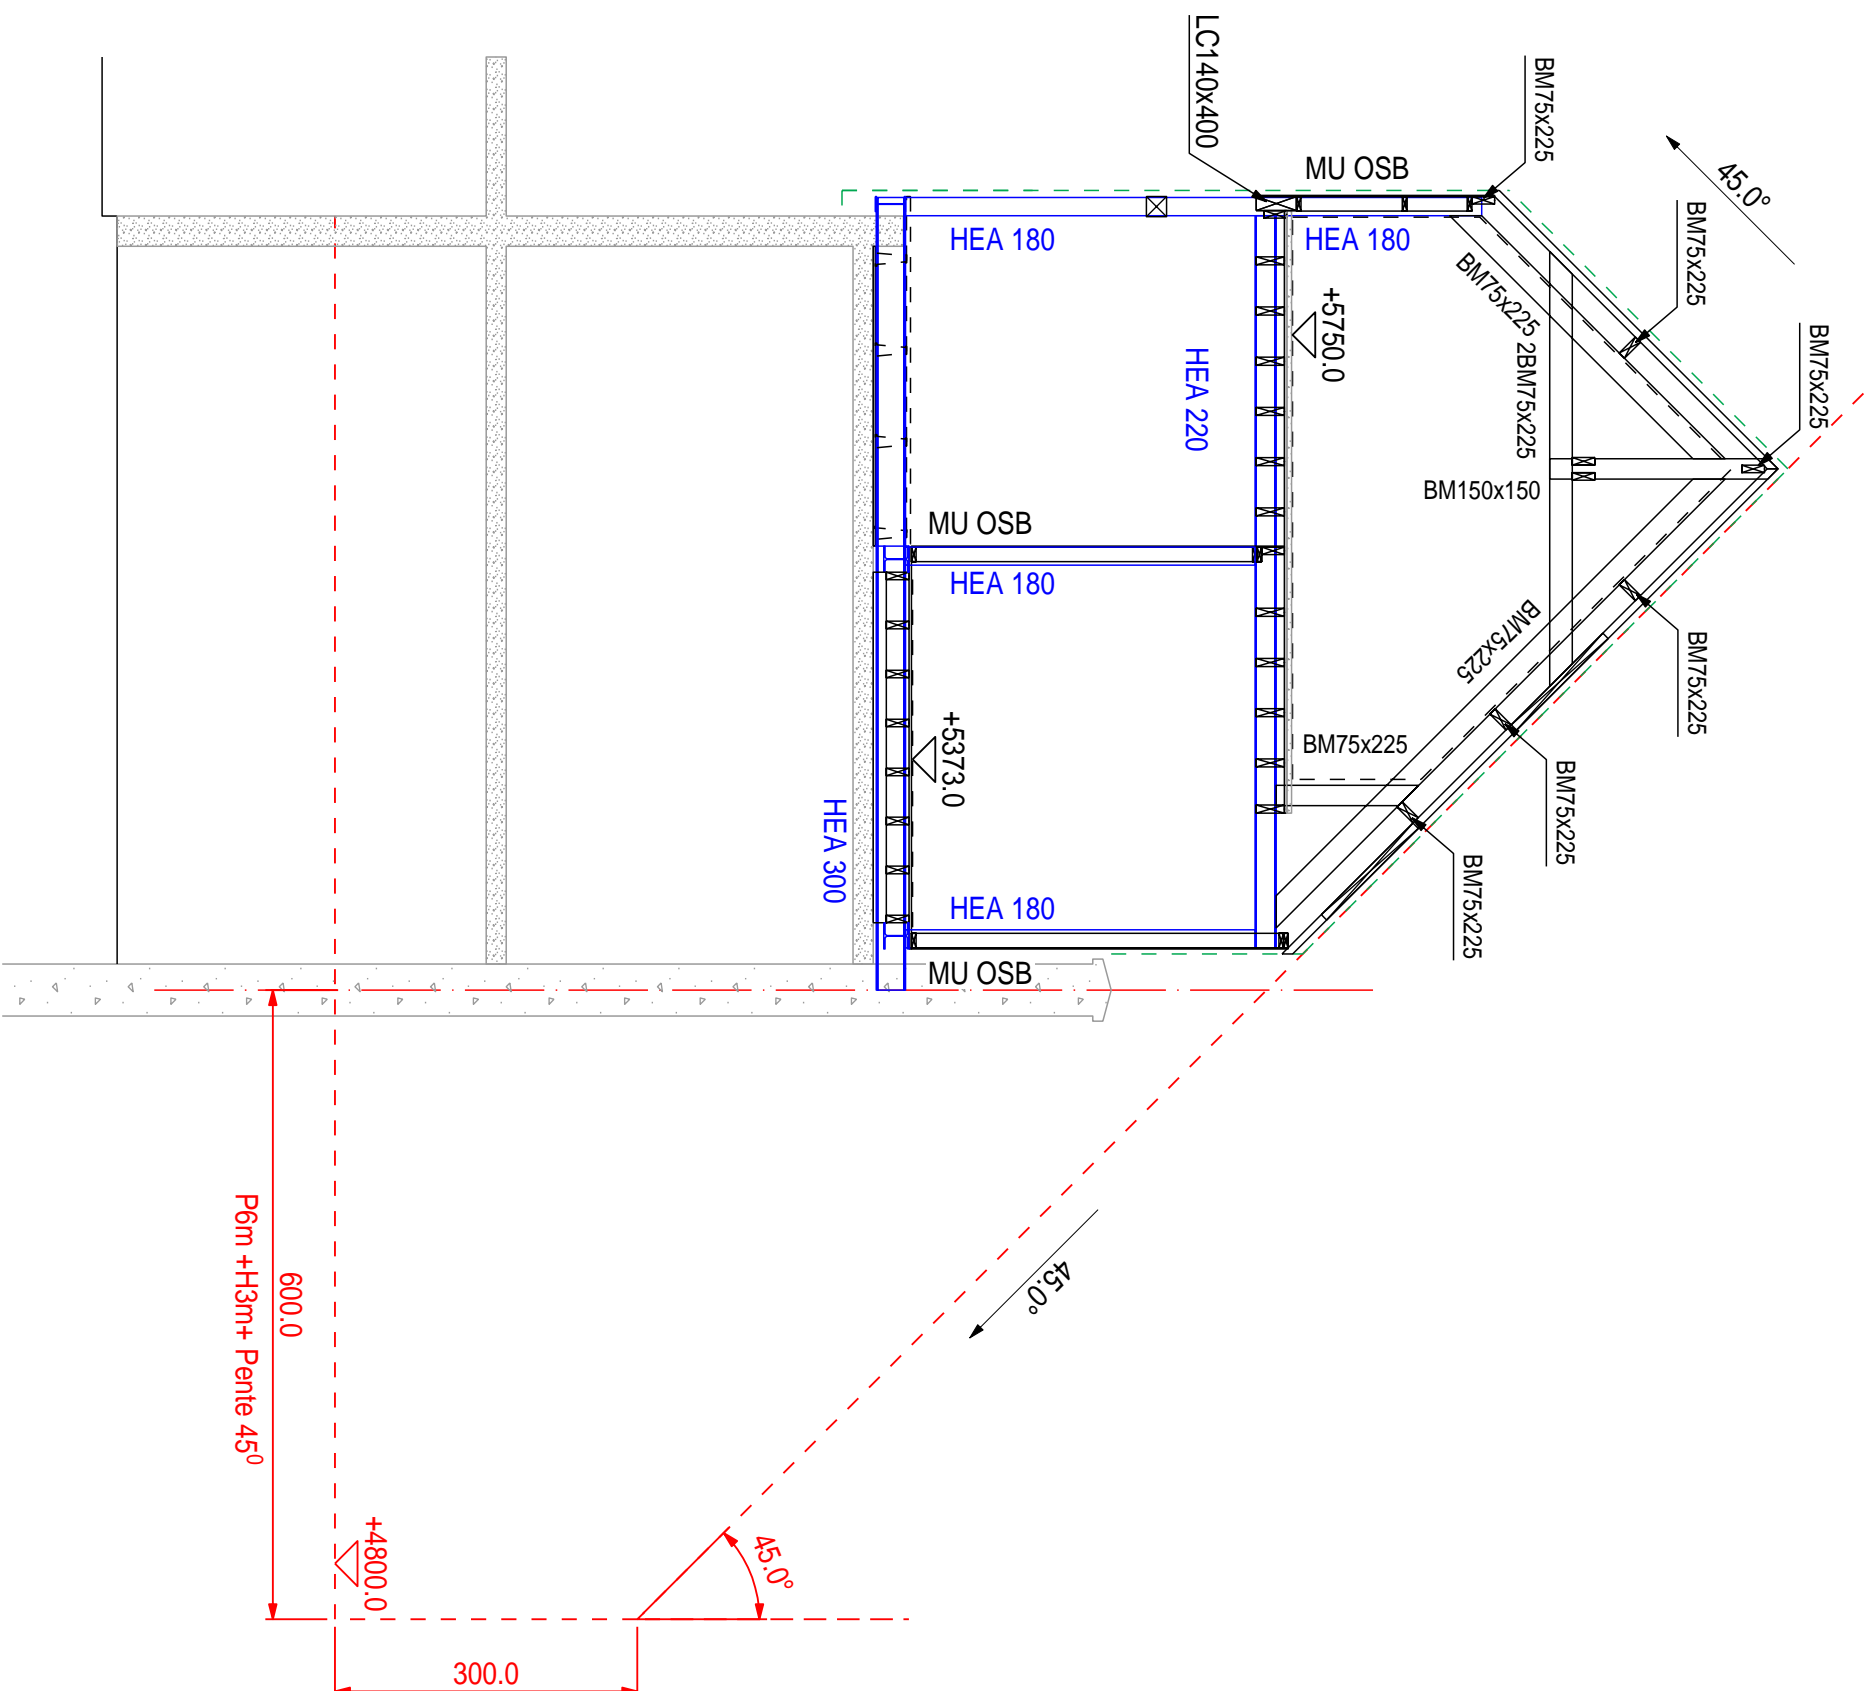 LC140x400
BM75x225
MU OSB
45.0°
BM75x225
BM75x225
HEA 180
HEA 180
BM75x225
2BM75x225
+5750.0
HEA 220
BM150x150
MU OSB
HEA 180
BM75x225
BM75x225
BM75x225
BM75x225
BM75x225
+5373.0
HEA 300
HEA 180
MU OSB
45.0°
600.0
P6m +H3m+ Pente 45⁰
+4800.0
45.0°
300.0